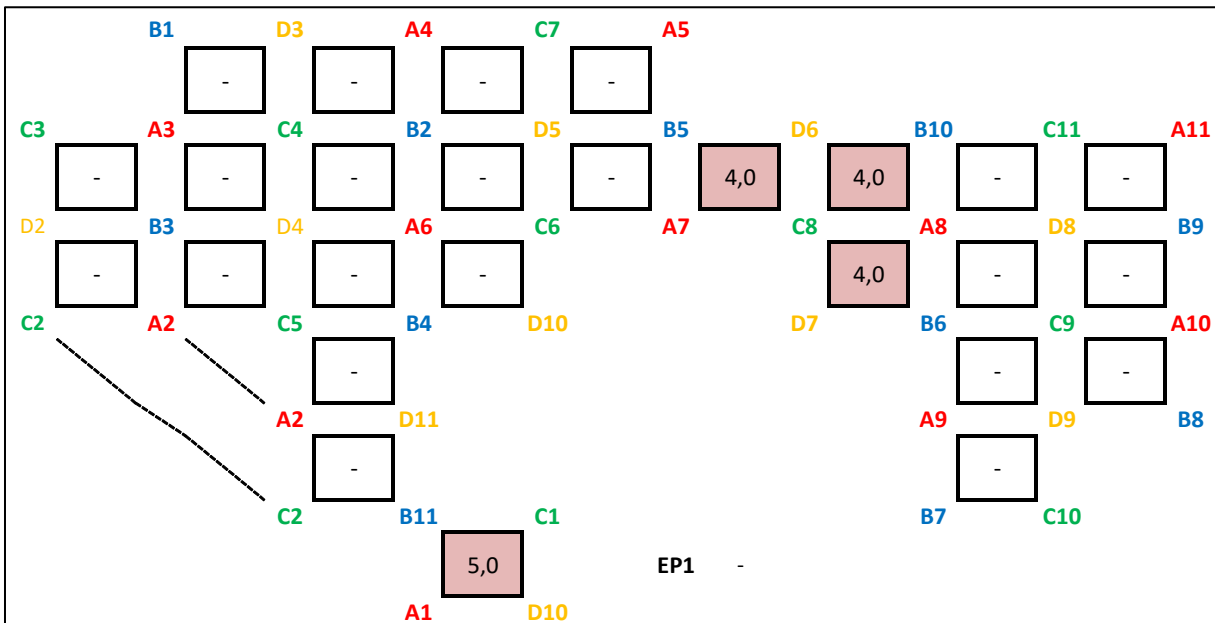 B1 D3 A4 C7 A5
- - - -
C3 A3 C4 B2 D5 B5 D6 B10 C11 A11
- - - - - 4,0 4,0 - -
D2 B3 D4 A6 C6 A7 C8 A8 D8 B9
- - - - 4,0 - -
C2 A2 C5 B4 D10 D7 B6 C9 A10
- - -
A2 D11 A9 D9 B8
- -
C2 B11 C1 B7 C10
5,0 EP1 -
A1 D10